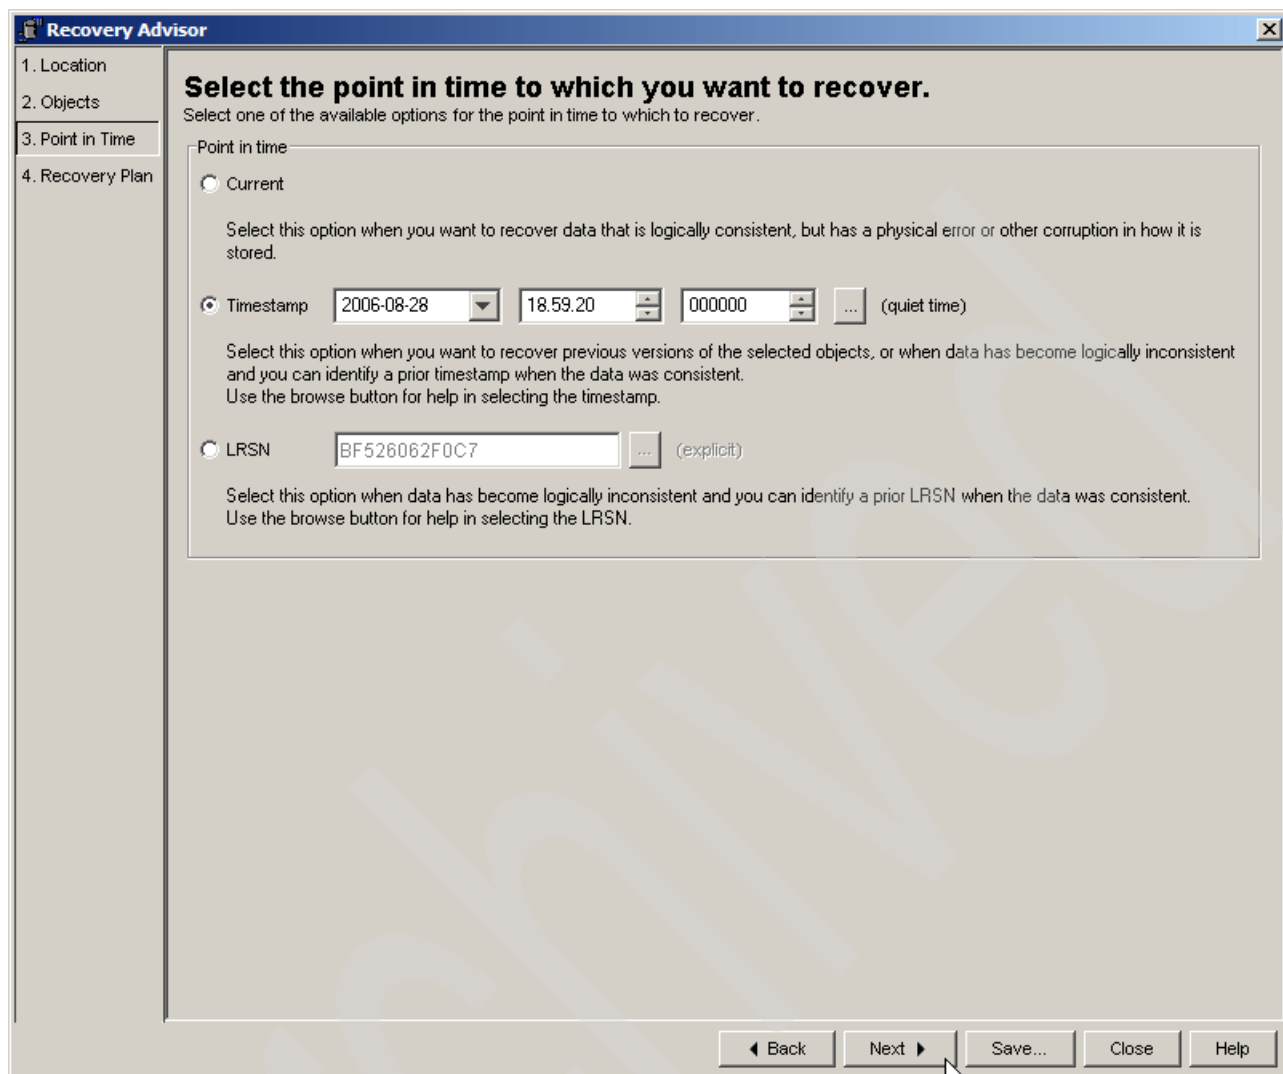 Recovery Advisor
1. Location
2. Objects
3. Point in Time
4. Recovery Plan
Select the point in time to which you want to recover.
Select one of the available options for the point in time to which to recover.
Point in time
Current
Select this option when you want to recover data that is logically consistent, but has a physical error or other corruption in how it is
stored.
Timestamp 2006-08-28 18.59.20 000000 ... (quiet time)
Select this option when you want to recover previous versions of the selected objects, or when data has become logically inconsistent
and you can identify a prior timestamp when the data was consistent.
Use the browse button for help in selecting the timestamp.
LRSN BF526062F0C7 ... (explicit)
Select this option when data has become logically inconsistent and you can identify a prior LRSN when the data was consistent.
Use the browse button for help in selecting the LRSN.
Back Next Save... Close Help